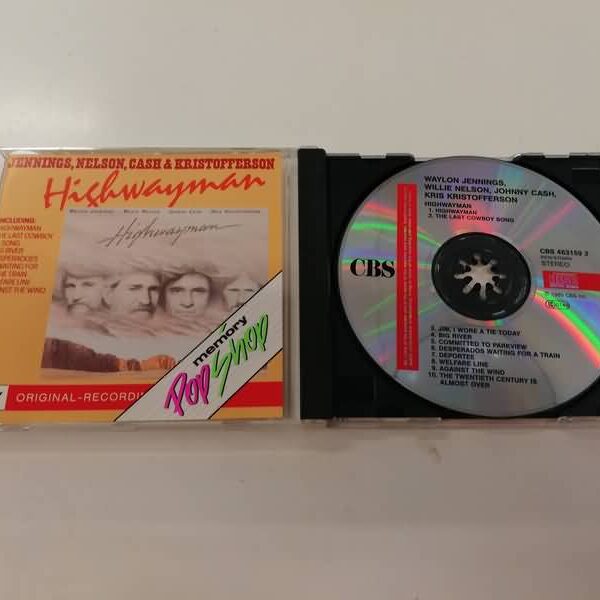 JENNINGS, NELSON, CASH & KRISTOFFERSON
Highwayman
INCLUDING:
HIGHWAYMAN
THE LAST COWBOY
SONG
RIVER
DESPERADOS
WAITING FOR
TRAIN
WELFARE LINE
AGAINST THE WIND
Highwayman
memory
Pop Shop
ORIGINAL-RECORDIN
WAYLON JENNINGS,
WILLIE NELSON, JOHNNY CASH,
KRIS KRISTOFFERSON
HIGHWAYMAN
1. HIGHWAYMAN
2. THE LAST COWBOY SONG
CBS
CBS 463159 2
STEREO
3. JIM, I WORE A TIE TODAY
4. BIG RIVER
5. COMMITTED TO PARKVIEW
6. DESPERADOS WAITING FOR A TRAIN
7. DEPORTEE
8. WELFARE LINE
9. AGAINST THE WIND
10. THE TWENTIETH CENTURY IS
ALMOST OVER